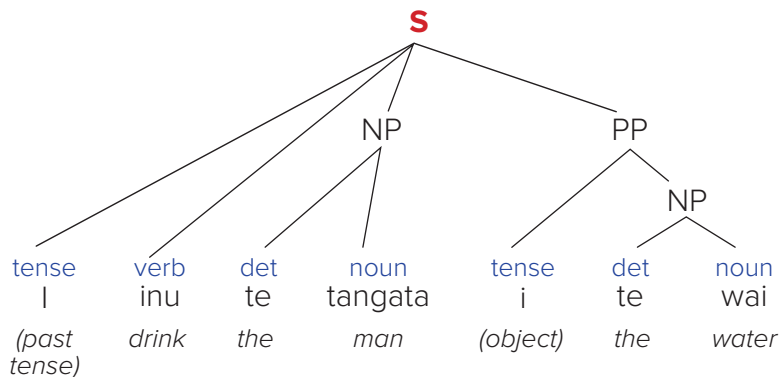 S
NP PP
NP
tense verb det noun tense det noun
I inu te tangata i te wai
(past drink the man (object) the water
tense)